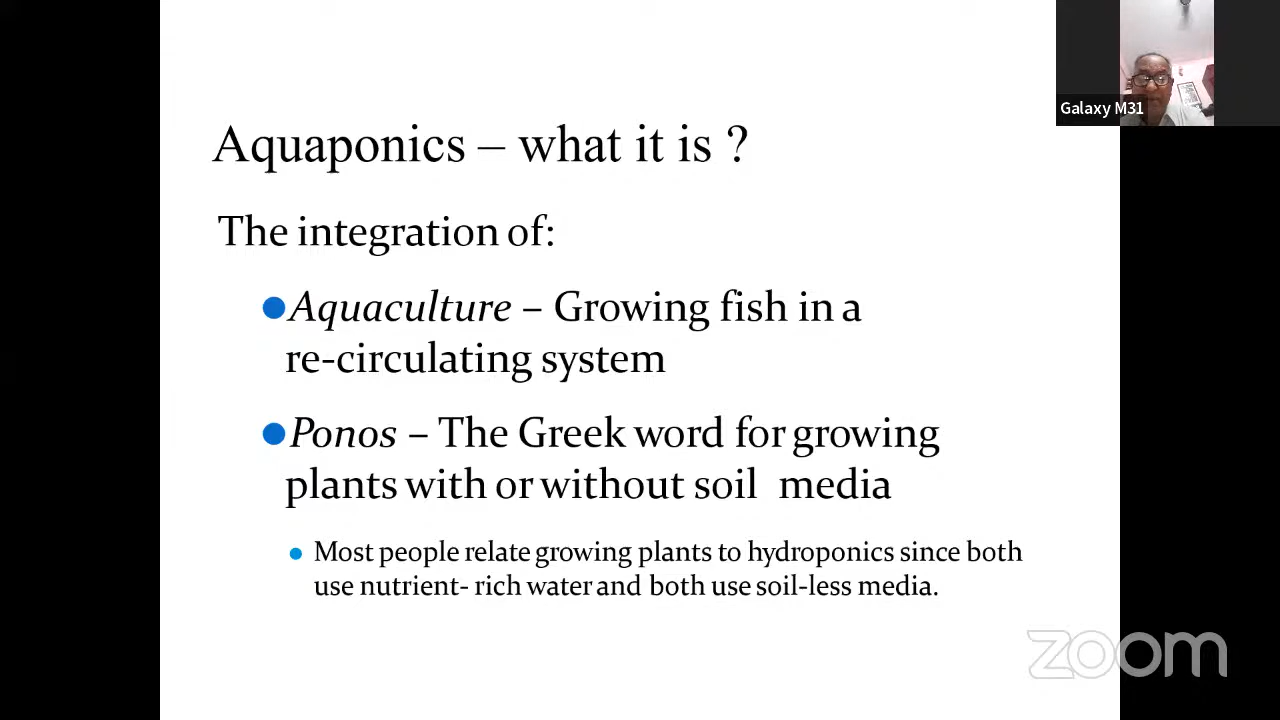 Galaxy M31
Aquaponics – what it is ?
The integration of:
●Aquaculture – Growing fish in a
re-circulating system
●Ponos – The Greek word for growing
plants with or without soil media
● Most people relate growing plants to hydroponics since both
use nutrient- rich water and both use soil-less media.
zoom